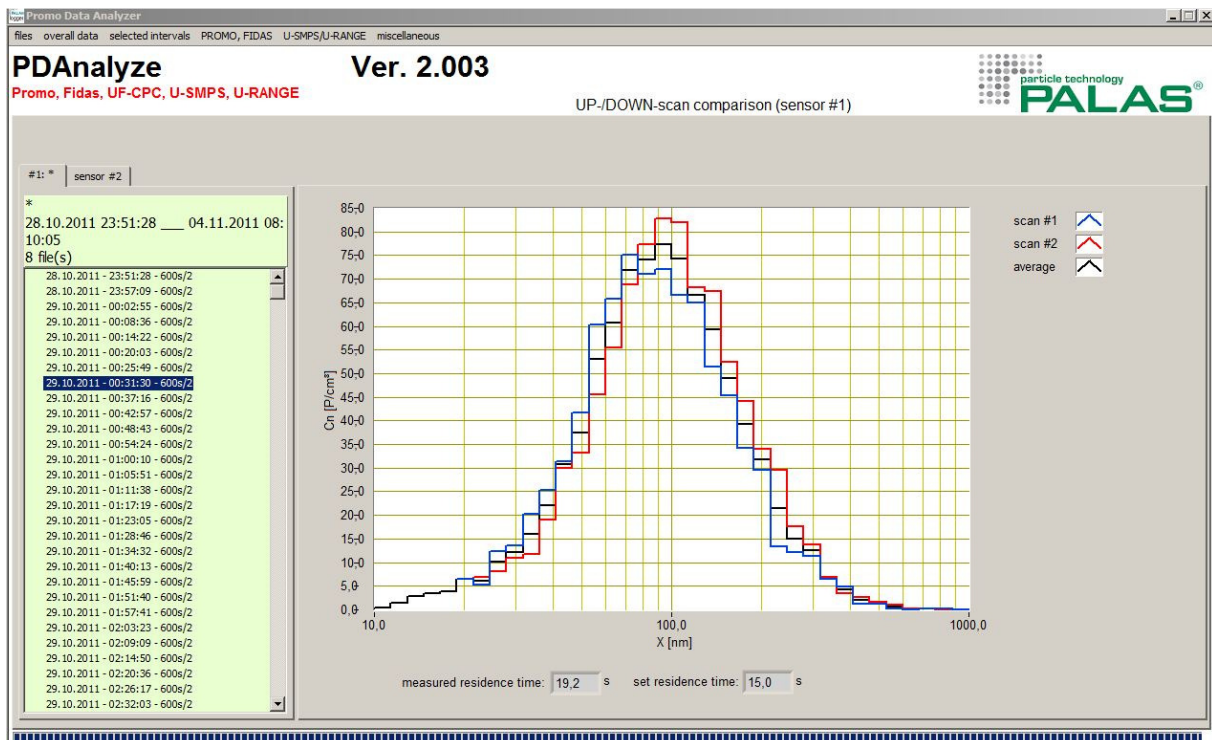 Promo Data Analyzer
files overall data selected intervals PROMO, FIDAS U-SMPS/U-RANGE miscellaneous
PDAnalyze Ver. 2.003
Promo, Fidas, UF-CPC, U-SMPS, U-RANGE
UP-/DOWN-scan comparison (sensor #1)
particle technology
PALAS®
#1: * sensor #2
*
28.10.2011 23:51:28 ___ 04.11.2011 08:
10:05
8 file(s)
28.10.2011 - 23:51:28 - 600s/2
28.10.2011 - 23:57:09 - 600s/2
29.10.2011 - 00:02:55 - 600s/2
29.10.2011 - 00:08:36 - 600s/2
29.10.2011 - 00:14:22 - 600s/2
29.10.2011 - 00:20:03 - 600s/2
29.10.2011 - 00:25:49 - 600s/2
29.10.2011 - 00:31:30 - 600s/2
29.10.2011 - 00:37:16 - 600s/2
29.10.2011 - 00:42:57 - 600s/2
29.10.2011 - 00:48:43 - 600s/2
29.10.2011 - 00:54:24 - 600s/2
29.10.2011 - 01:00:10 - 600s/2
29.10.2011 - 01:05:51 - 600s/2
29.10.2011 - 01:11:38 - 600s/2
29.10.2011 - 01:17:19 - 600s/2
29.10.2011 - 01:23:05 - 600s/2
29.10.2011 - 01:28:46 - 600s/2
29.10.2011 - 01:34:32 - 600s/2
29.10.2011 - 01:40:13 - 600s/2
29.10.2011 - 01:45:59 - 600s/2
29.10.2011 - 01:51:40 - 600s/2
29.10.2011 - 01:57:41 - 600s/2
29.10.2011 - 02:03:23 - 600s/2
29.10.2011 - 02:09:09 - 600s/2
29.10.2011 - 02:14:50 - 600s/2
29.10.2011 - 02:20:36 - 600s/2
29.10.2011 - 02:26:17 - 600s/2
29.10.2011 - 02:32:03 - 600s/2
Cn [P/cm³]
85,0
80,0
75,0
70,0
65,0
60,0
55,0
50,0
45,0
40,0
35,0
30,0
25,0
20,0
15,0
10,0
5,0
0,0
10,0 100,0 1000,0
X [nm]
scan #1
scan #2
average
measured residence time: 19,2 s set residence time: 15,0 s